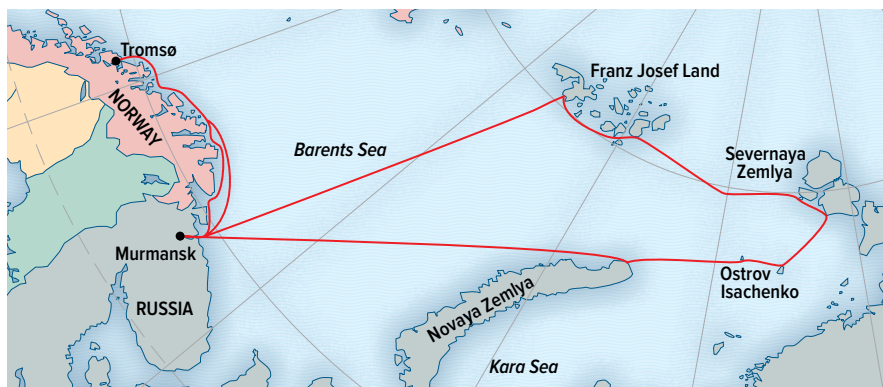 Tromsø
NORWAY
Barents Sea
Franz Josef Land
Severnaya
Zemlya
Murmansk
RUSSIA
Novaya Zemlya
Ostrov
Isachenko
Kara Sea